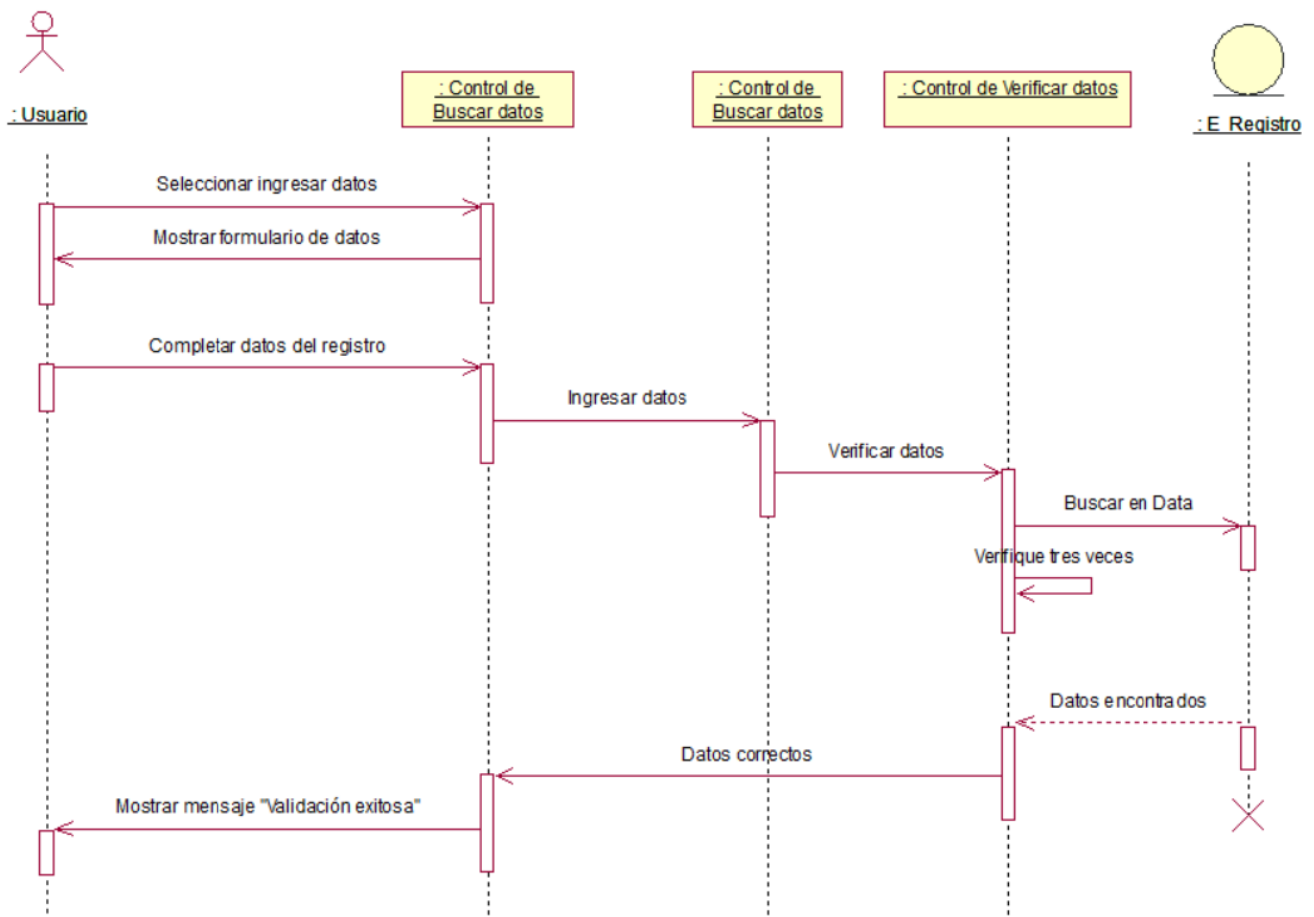 : Control de
Buscar datos
: Control de
Buscar datos
: Control de Verificar datos
: Usuario
: E_Registro
Seleccionar ingresar datos
Mostrar formulario de datos
Completar datos del registro
Ingresar datos
Verificar datos
Buscar en Data
Verifique tres veces
Datos encontrados
Datos correctos
Mostrar mensaje "Validación exitosa"